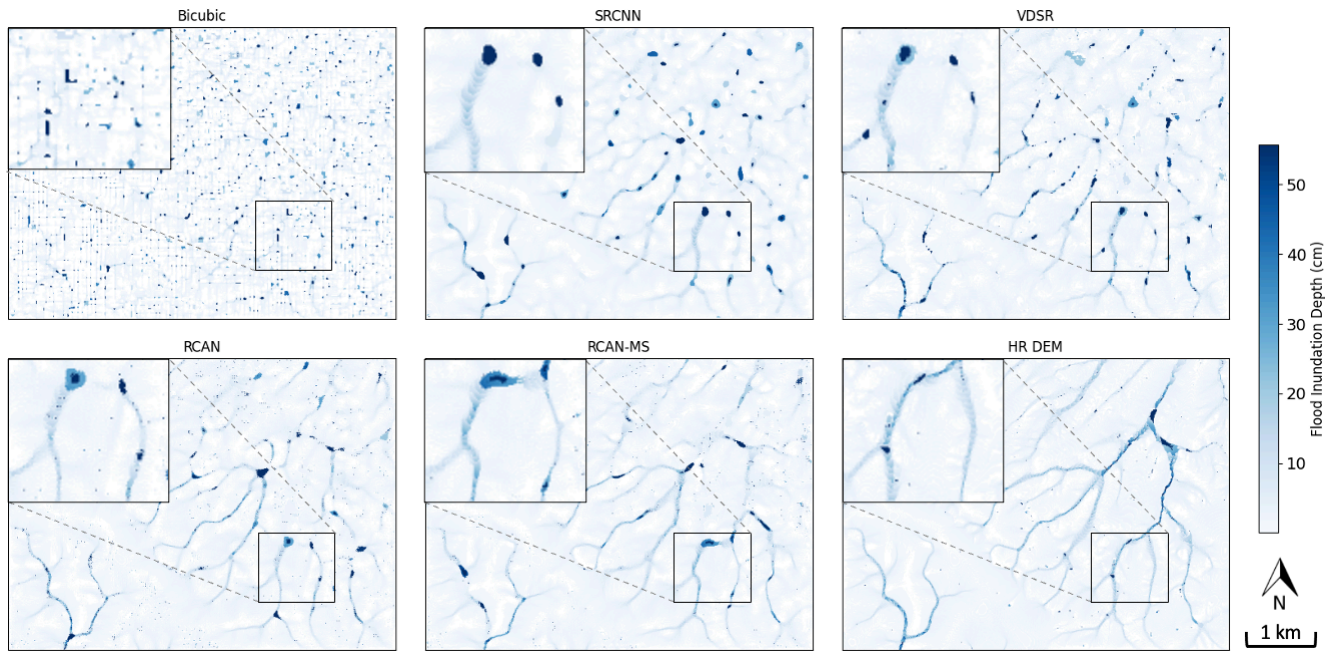 Bicubic
SRCNN
VDSR
RCAN
RCAN-MS
HR DEM
50
40
30
20
10
Flood Inundation Depth (cm)
N
1 km